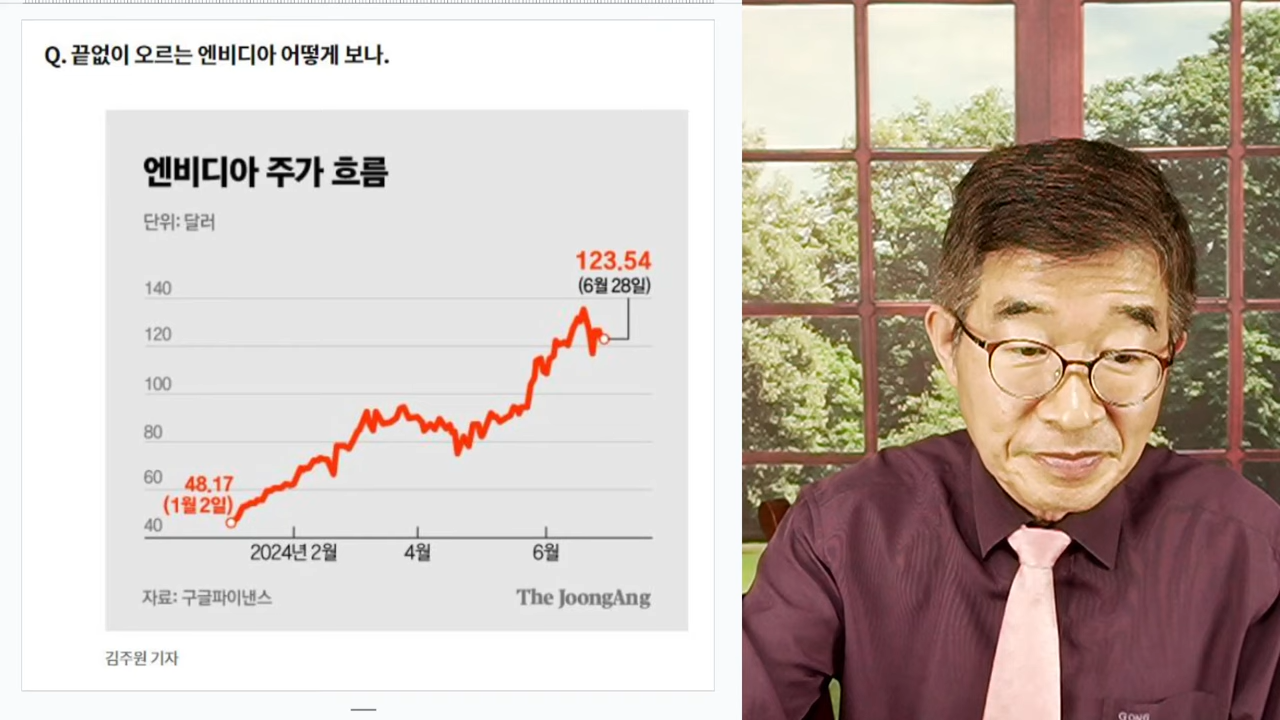 Q. 끝없이 오르는 엔비디아 어떻게 보나.
엔비디아 주가 흐름
단위: 달러
123.54
(6월 28일)
140
120
100
80
60
48.17
(1월 2일)
40
2024년 2월 4월 6월
자료: 구글파이낸스 The JoongAng
김주원 기자